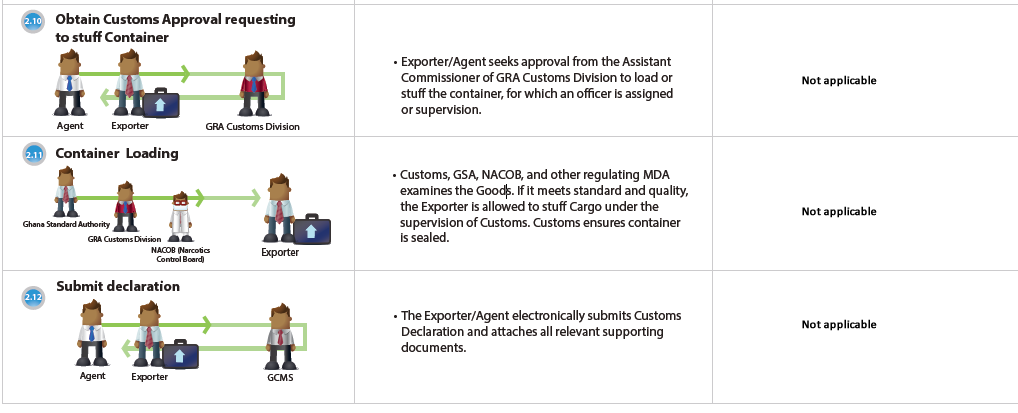 2.10
Obtain Customs Approval requesting
to stuff Container
Agent
Exporter
GRA Customs Division
• Exporter/Agent seeks approval from the Assistant
Commissioner of GRA Customs Division to load or
stuff the container, for which an officer is assigned
or supervision.
Not applicable
2.11
Container Loading
Ghana Standard Authority
GRA Customs Division
NACOB (Narcotics
Control Board)
Exporter
• Customs, GSA, NACOB, and other regulating MDA
examines the Goods. If it meets standard and quality,
the Exporter is allowed to stuff Cargo under the
supervision of Customs. Customs ensures container
is sealed.
Not applicable
2.12
Submit declaration
Agent
Exporter
GCMS
• The Exporter/Agent electronically submits Customs
Declaration and attaches all relevant supporting
documents.
Not applicable